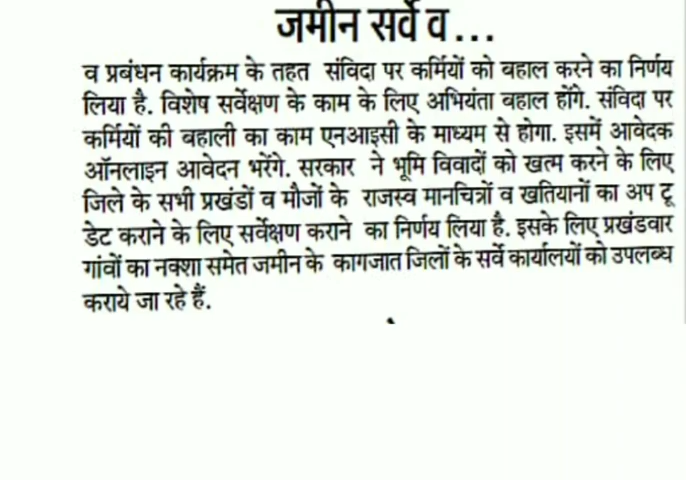 जमीन सर्वे व...
व प्रबंधन कार्यक्रम के तहत संविदा पर कर्मियों को बहाल करने का निर्णय
लिया है. विशेष सर्वेक्षण के काम के लिए अभियंता बहाल होंगे. संविदा पर
कर्मियों की बहाली का काम एनआइसी के माध्यम से होगा. इसमें आवेदक
ऑनलाइन आवेदन भरेंगे. सरकार ने भूमि विवादों को खत्म करने के लिए
जिले के सभी प्रखंडों व मौजों के राजस्व मानचित्रों व खतियानों का अप टू
डेट कराने के लिए सर्वेक्षण कराने का निर्णय लिया है. इसके लिए प्रखंडवार
गांवों का नक्शा समेत जमीन के कागजात जिलों के सर्वे कार्यालयों को उपलब्ध
कराये जा रहे हैं.